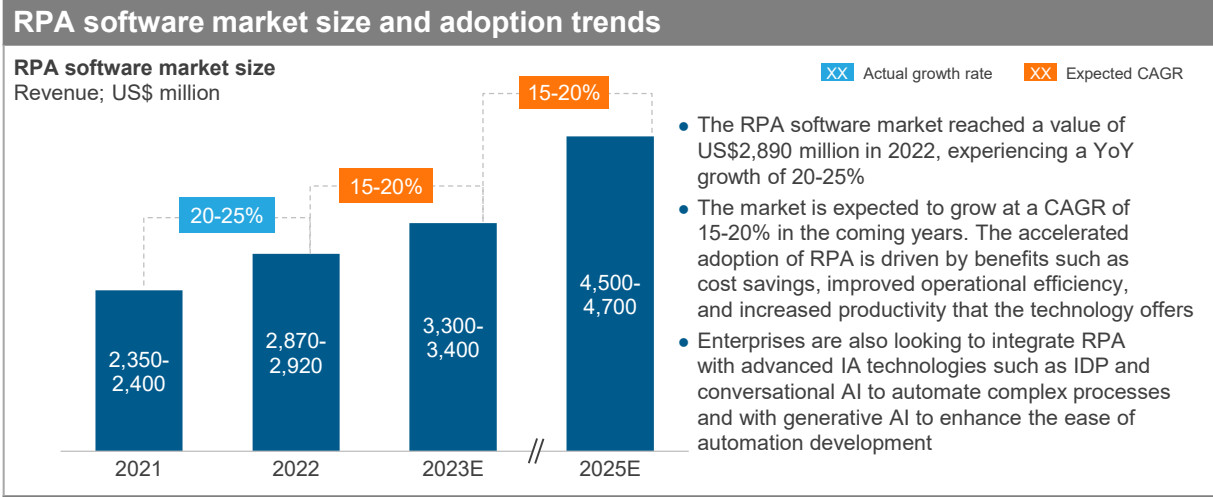 RPA software market size and adoption trends
RPA software market size
Revenue; US$ million
XX Actual growth rate
XX Expected CAGR
15-20%
15-20%
20-25%
2,350-
2,400
2,870-
2,920
3,300-
3,400
4,500-
4,700
2021
2022
2023E
//
2025E
• The RPA software market reached a value of
US$2,890 million in 2022, experiencing a YoY
growth of 20-25%
• The market is expected to grow at a CAGR of
15-20% in the coming years. The accelerated
adoption of RPA is driven by benefits such as
cost savings, improved operational efficiency,
and increased productivity that the technology offers
• Enterprises are also looking to integrate RPA
with advanced IA technologies such as IDP and
conversational AI to automate complex processes
and with generative AI to enhance the ease of
automation development